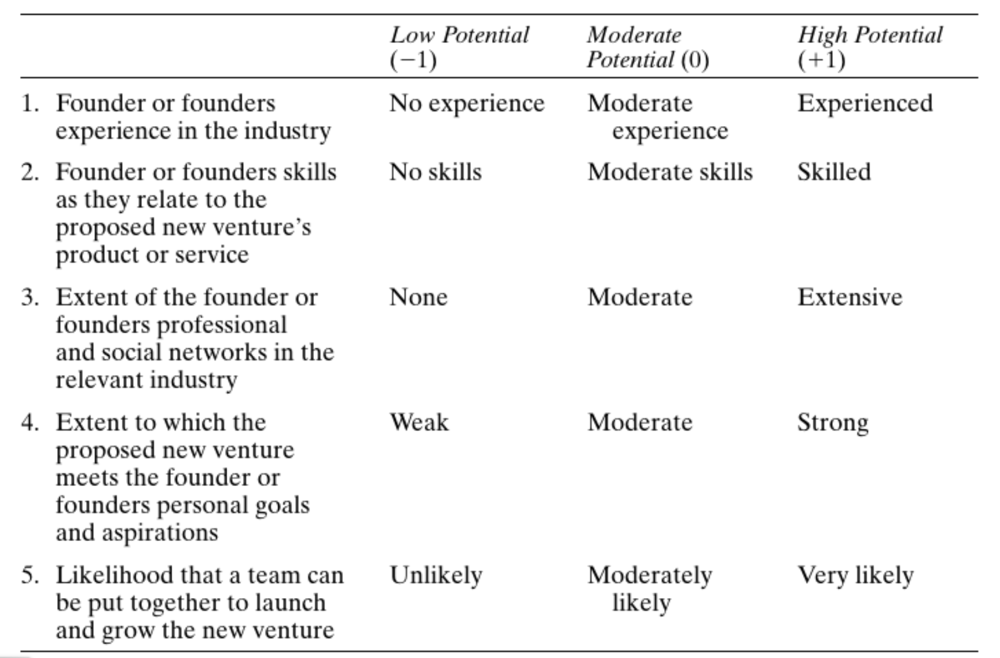 Low Potential Moderate High Potential
(−1) Potential (0) (+1)
1. Founder or founders No experience Moderate Experienced
experience in the industry experience
2. Founder or founders skills No skills Moderate skills Skilled
as they relate to the
proposed new venture’s
product or service
3. Extent of the founder or None Moderate Extensive
founders professional
and social networks in the
relevant industry
4. Extent to which the Weak Moderate Strong
proposed new venture
meets the founder or
founders personal goals
and aspirations
5. Likelihood that a team can Unlikely Moderately Very likely
be put together to launch likely
and grow the new venture